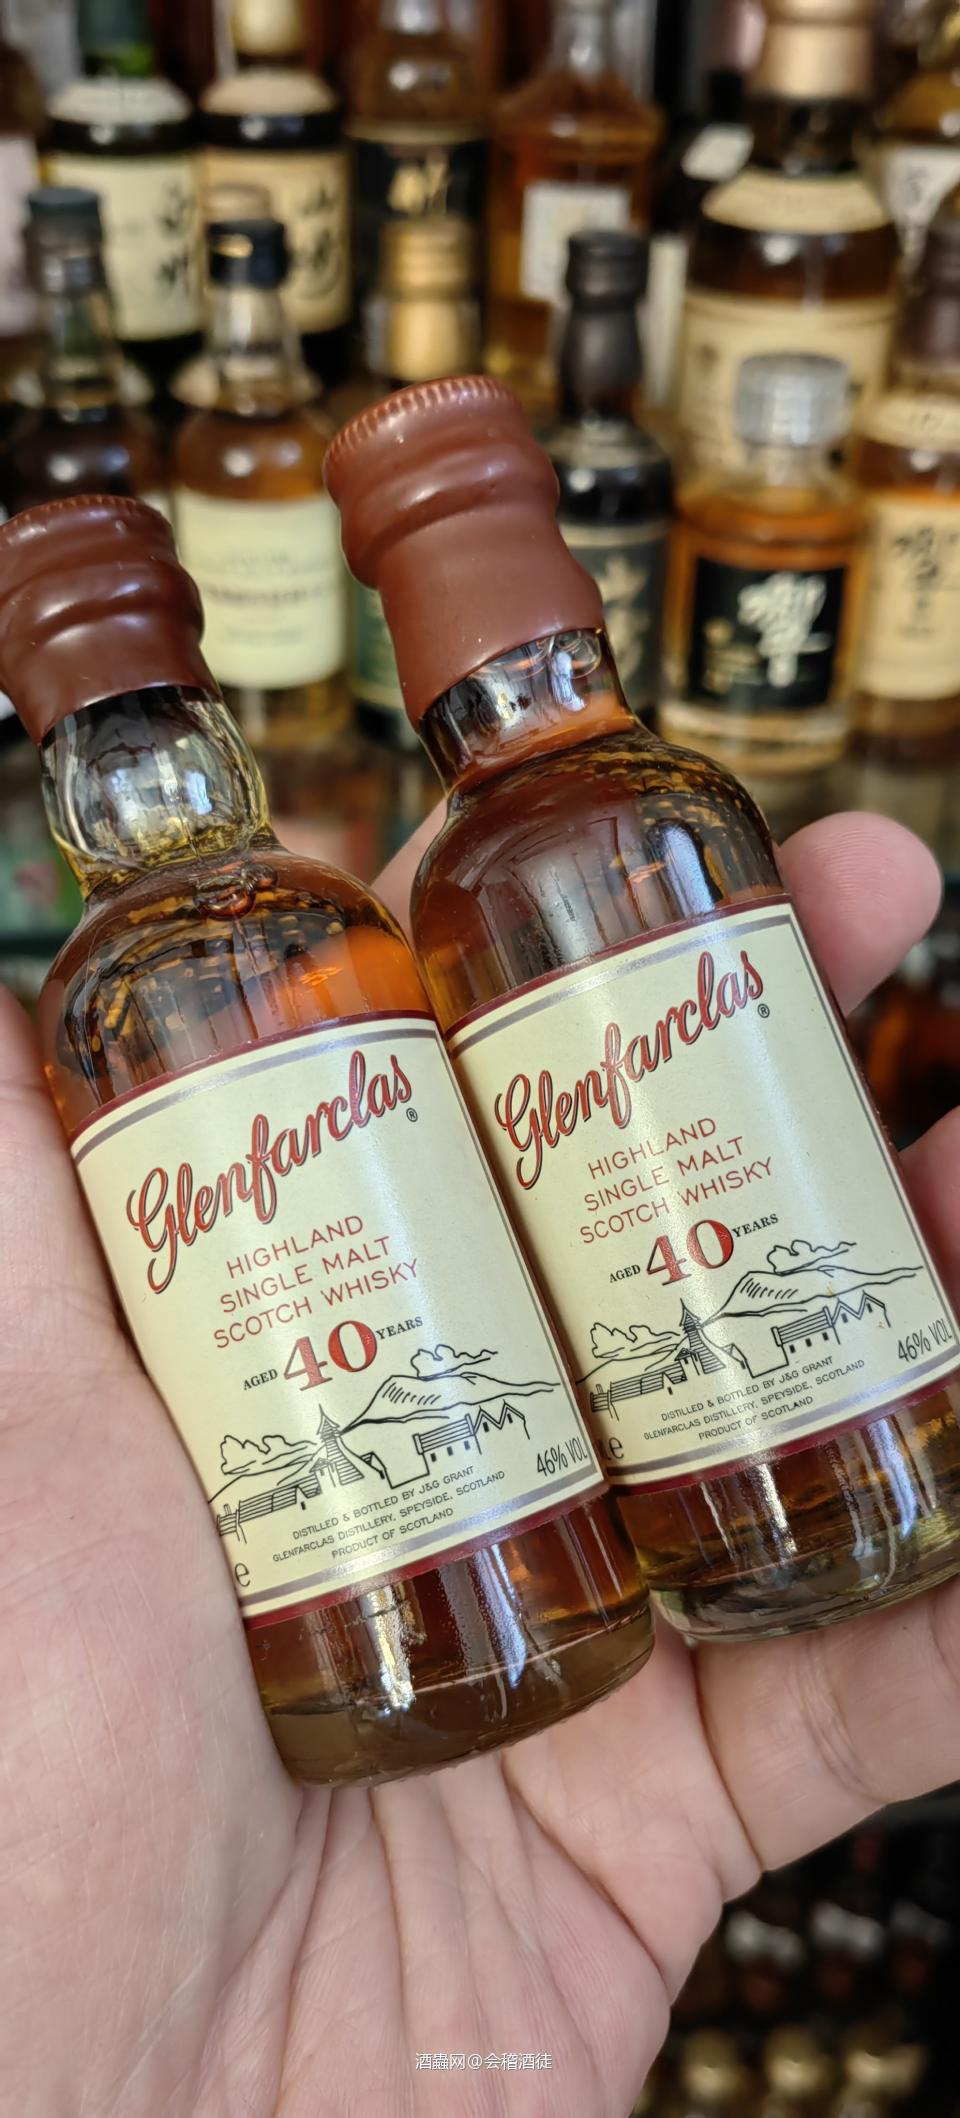 Glenfarclas®
HIGHLAND
SINGLE MALT
SCOTCH WHISKY
AGED 40 YEARS
46% VOL
DISTILLED & BOTTLED BY J&G GRANT
GLENFARCLAS DISTILLERY, SPEYSIDE, SCOTLAND
PRODUCT OF SCOTLAND
e
Glenfarclas®
HIGHLAND
SINGLE MALT
SCOTCH WHISKY
AGED 40 YEARS
46% VOL
DISTILLED & BOTTLED BY J&G GRANT
GLENFARCLAS DISTILLERY, SPEYSIDE, SCOTLAND
PRODUCT OF SCOTLAND
e
酒蟲网@会稽酒徒